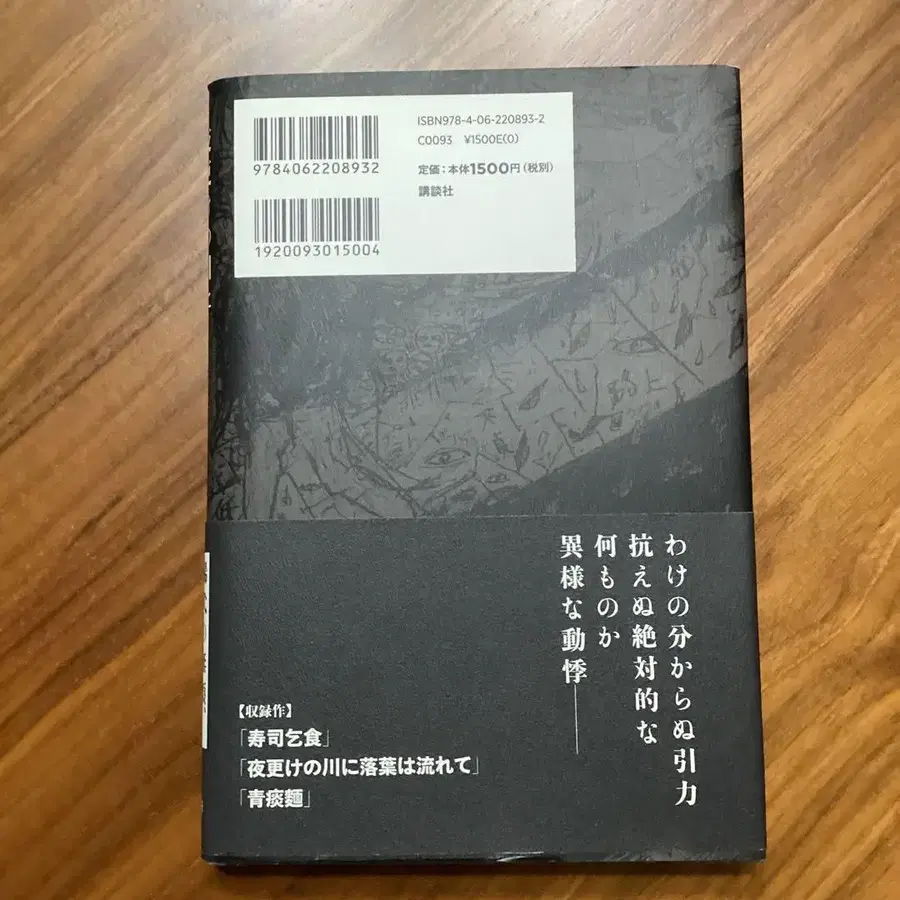 ISBN978-4-06-220893-2
C0093 ¥1500E(0)
9784062208932
定価:本体1500円(税別)
講談社
1920093015004
わけの分からぬ引力
抗えぬ絶対的な
何ものか
異様な動悸――
【収録作】
「寿司乞食」
「夜更けの川に落葉は流れて」
「青痰麺」